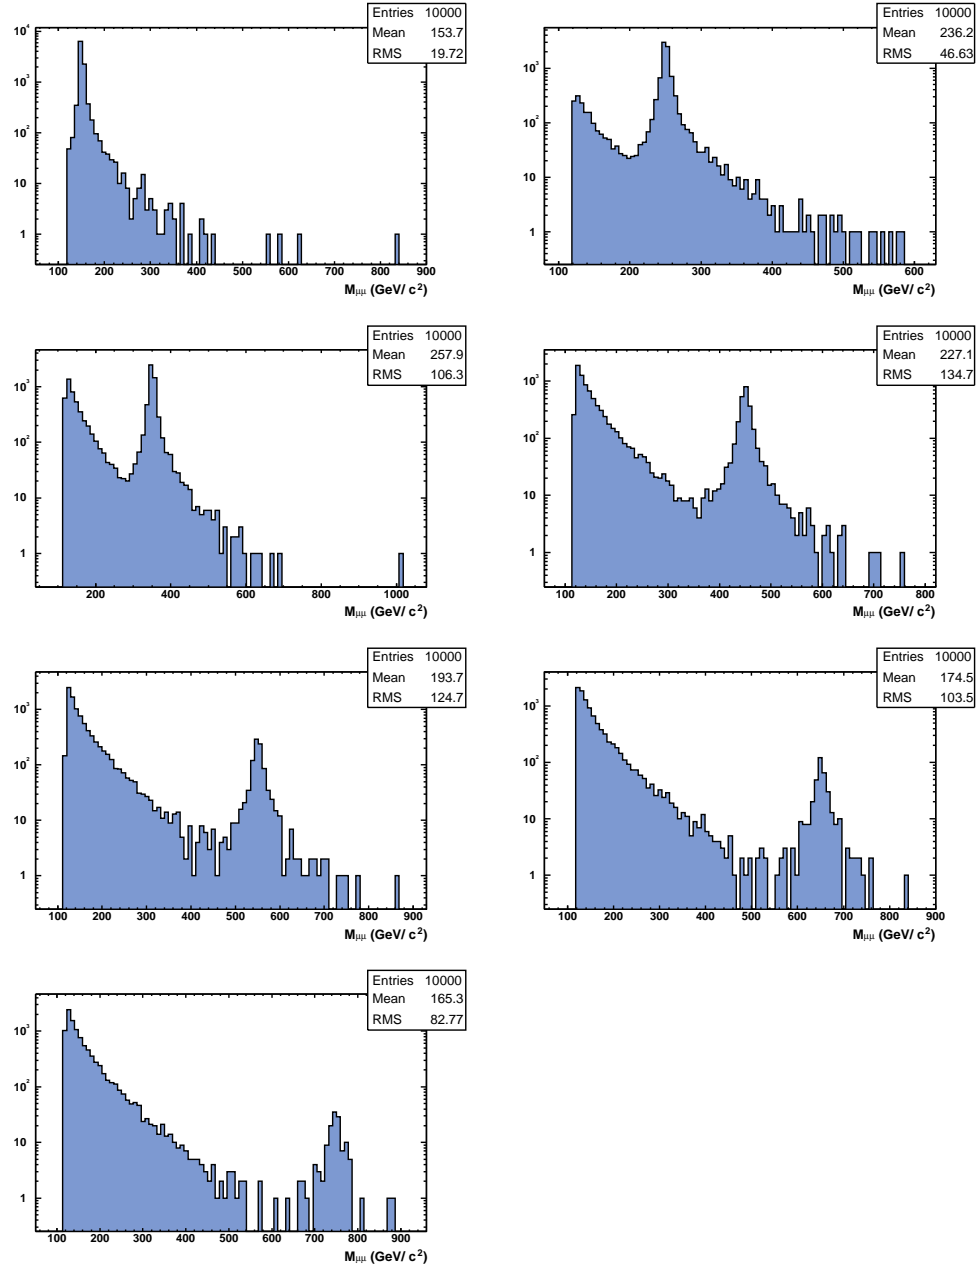 Entries 10000
Mean 153.7
RMS 19.72
10⁴
10³
10²
10
1
100 200 300 400 500 600 700 800 900
Mμμ (GeV/ c²)
Entries 10000
Mean 236.2
RMS 46.63
10³
10²
10
1
100 200 300 400 500 600
Mμμ (GeV/ c²)
Entries 10000
Mean 257.9
RMS 106.3
10³
10²
10
1
200 400 600 800 1000
Mμμ (GeV/ c²)
Entries 10000
Mean 227.1
RMS 134.7
10³
10²
10
1
100 200 300 400 500 600 700 800
Mμμ (GeV/ c²)
Entries 10000
Mean 193.7
RMS 124.7
10³
10²
10
1
100 200 300 400 500 600 700 800 900
Mμμ (GeV/ c²)
Entries 10000
Mean 174.5
RMS 103.5
10³
10²
10
1
100 200 300 400 500 600 700 800 900
Mμμ (GeV/ c²)
Entries 10000
Mean 165.3
RMS 82.77
10³
10²
10
1
100 200 300 400 500 600 700 800 900
Mμμ (GeV/ c²)